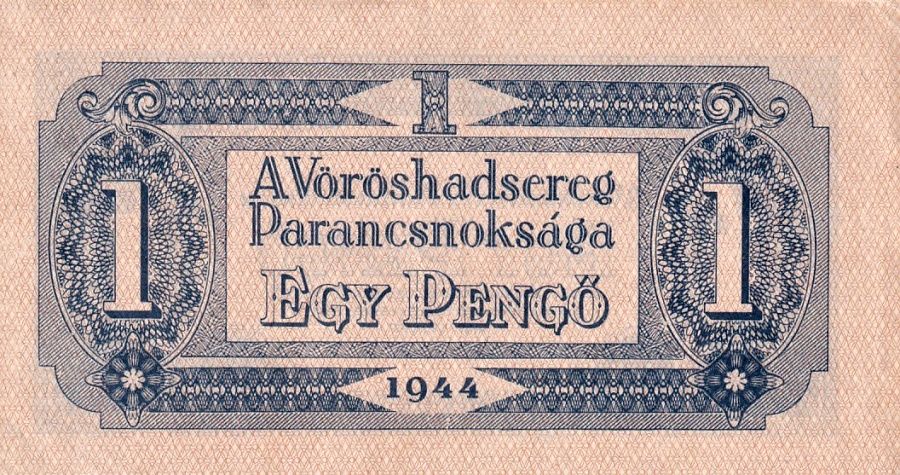 1
A Vöröshadsereg
Parancsnoksága
1 1
EGY PENGŐ
1944